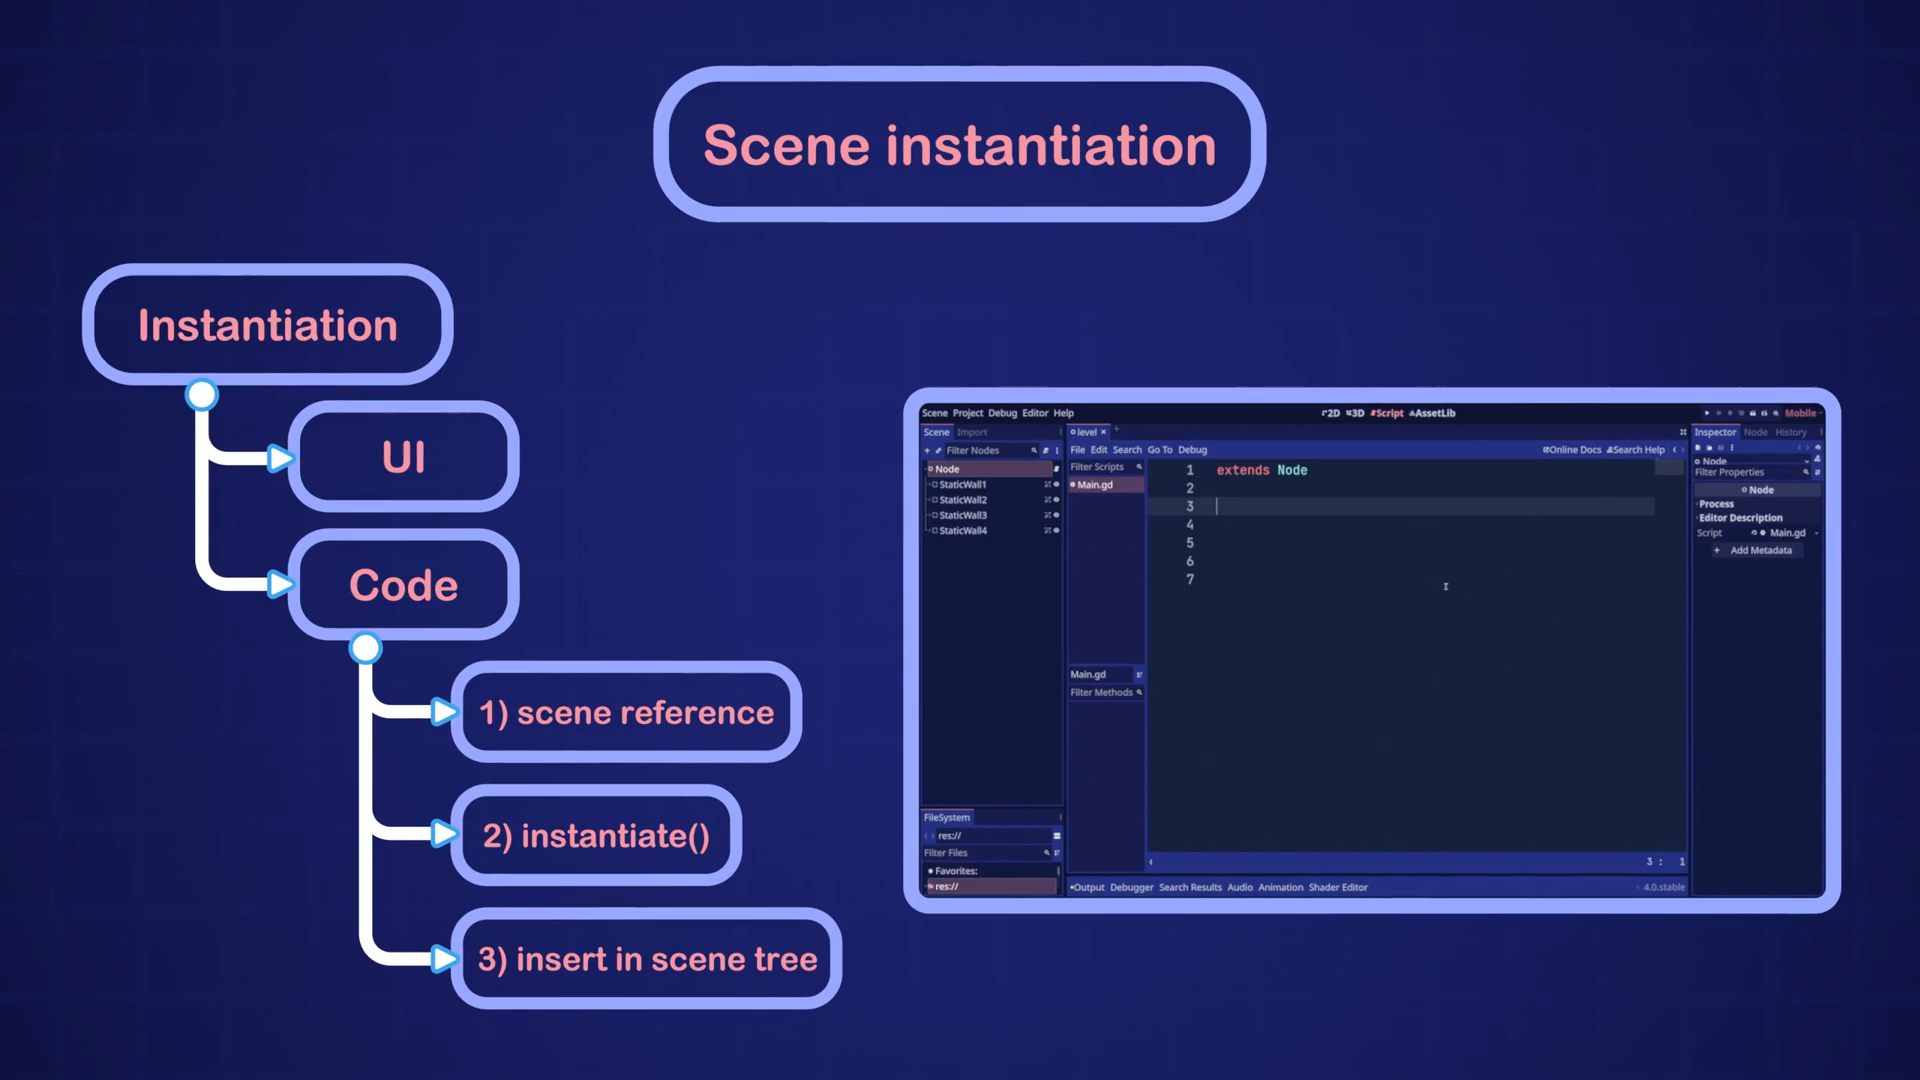 Scene instantiation
Instantiation
UI
Code
1) scene reference
2) instantiate()
3) insert in scene tree
Scene Project Debug Editor Help
2D 3D Script AssetLib
Mobile
Scene Import
Filter Nodes
Node
StaticWall1
StaticWall2
StaticWall3
StaticWall4
FileSystem
res://
Filter Files
Favorites:
res://
level
File Edit Search Go To Debug
Online Docs Search Help
Filter Scripts
Main.gd
Main.gd
Filter Methods
1 extends Node
2
3
4
5
6
7
3 : 1
Output Debugger Search Results Audio Animation Shader Editor
4.0.stable
Inspector Node History
Node
Filter Properties
Node
Process
Editor Description
Script Main.gd
+ Add Metadata